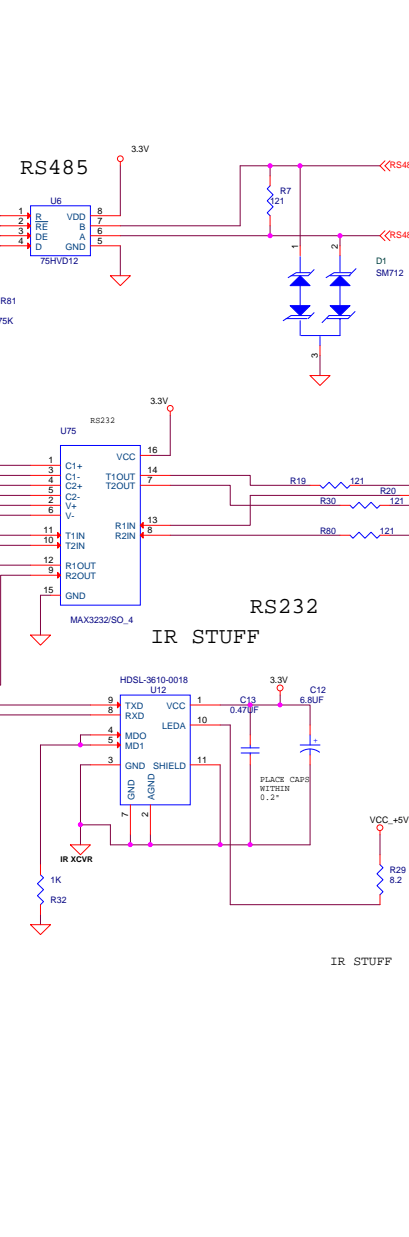 3.3V
RS485
RS48
R7
121
U6
1 R VDD 8
2 RE B 7
3 DE A 6
4 D GND 5
75HVD12
RS48
1 2
D1
SM712
3
R81
75K
3.3V
RS232
U75
VCC 16
1 C1+
3 C1-
4 C2+
5 C2-
2 V+
6 V-
T1OUT 14
T2OUT 7
R1IN 13
R2IN 8
11 T1IN
10 T2IN
12 R1OUT
9 R2OUT
15 GND
MAX3232/SO_4
R19 121
R20
R30 121
R80 121
RS232
IR STUFF
HDSL-3610-0018
U12
9 TXD
8 RXD
4 MDO
5 MD1
3 GND
VCC 1
LEDA 10
SHIELD 11
GND AGND
7 2
3.3V
C13
0.47UF
C12
6.8UF
+
PLACE CAPS
WITHIN
0.2"
IR XCVR
1K
R32
VCC_+5V
R29
8.2
IR STUFF